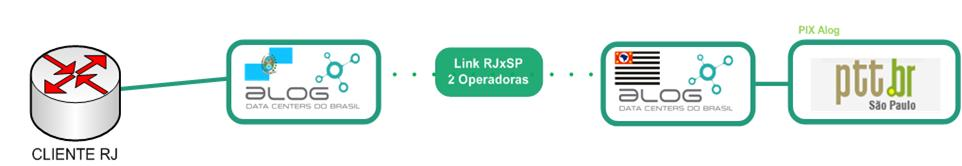 CLIENTE RJ
ALOG
DATA CENTERS DO BRASIL
Link RJxSP
2 Operadoras
ALOG
DATA CENTERS DO BRASIL
PIX Alog
ptt.br
São Paulo